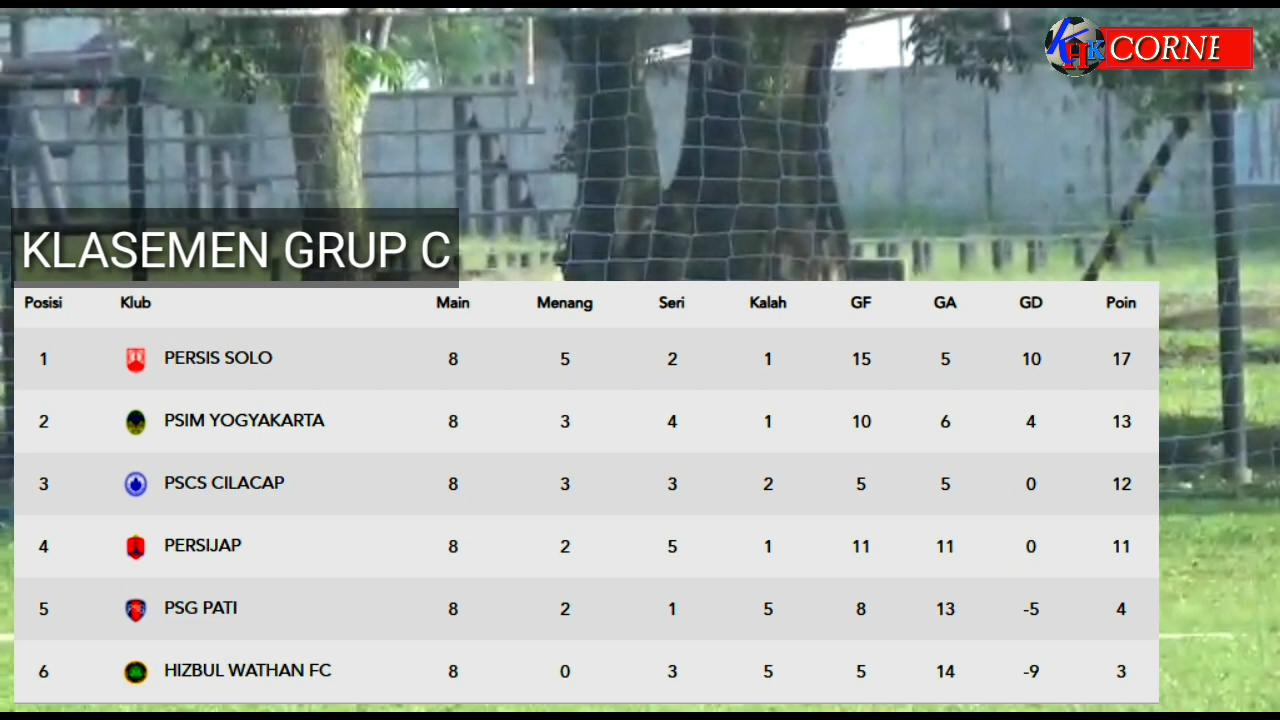 KHK CORNE
KLASEMEN GRUP C
Posisi Klub Main Menang Seri Kalah GF GA GD Poin
1 PERSIS SOLO 8 5 2 1 15 5 10 17
2 PSIM YOGYAKARTA 8 3 4 1 10 6 4 13
3 PSCS CILACAP 8 3 3 2 5 5 0 12
4 PERSIJAP 8 2 5 1 11 11 0 11
5 PSG PATI 8 2 1 5 8 13 -5 4
6 HIZBUL WATHAN FC 8 0 3 5 5 14 -9 3